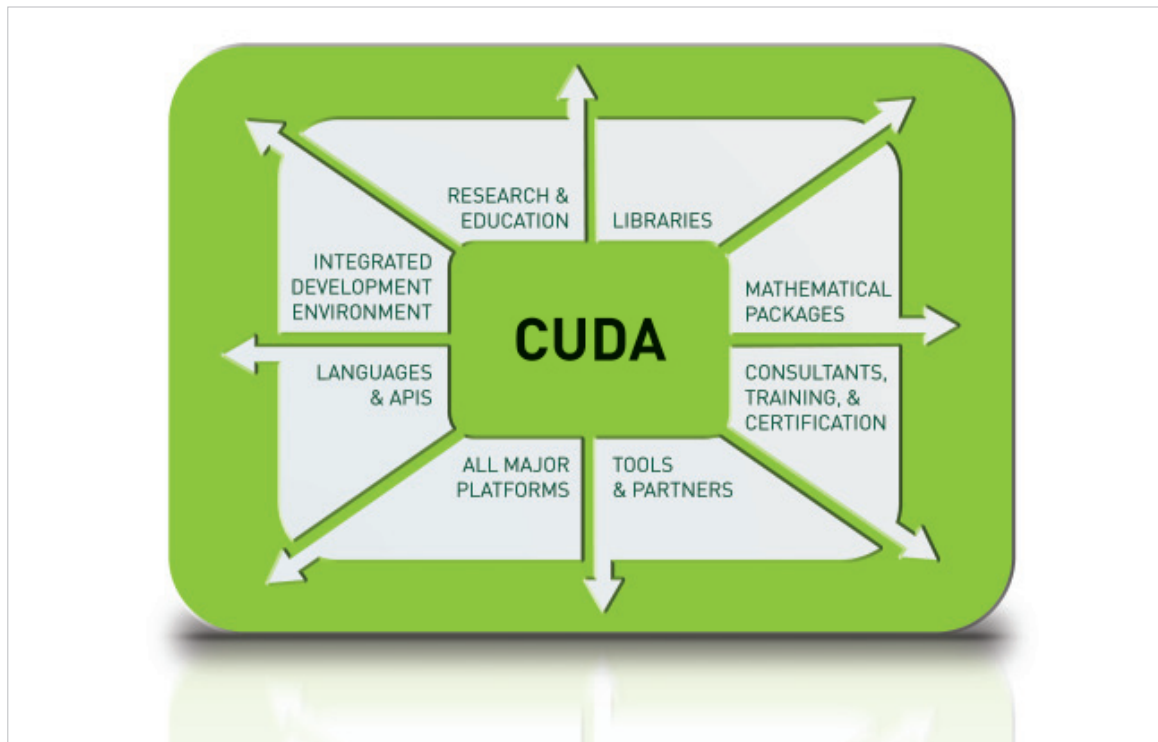 RESEARCH &
EDUCATION
LIBRARIES
INTEGRATED
DEVELOPMENT
ENVIRONMENT
MATHEMATICAL
PACKAGES
CUDA
LANGUAGES
& APIS
CONSULTANTS,
TRAINING, &
CERTIFICATION
ALL MAJOR
PLATFORMS
TOOLS
& PARTNERS